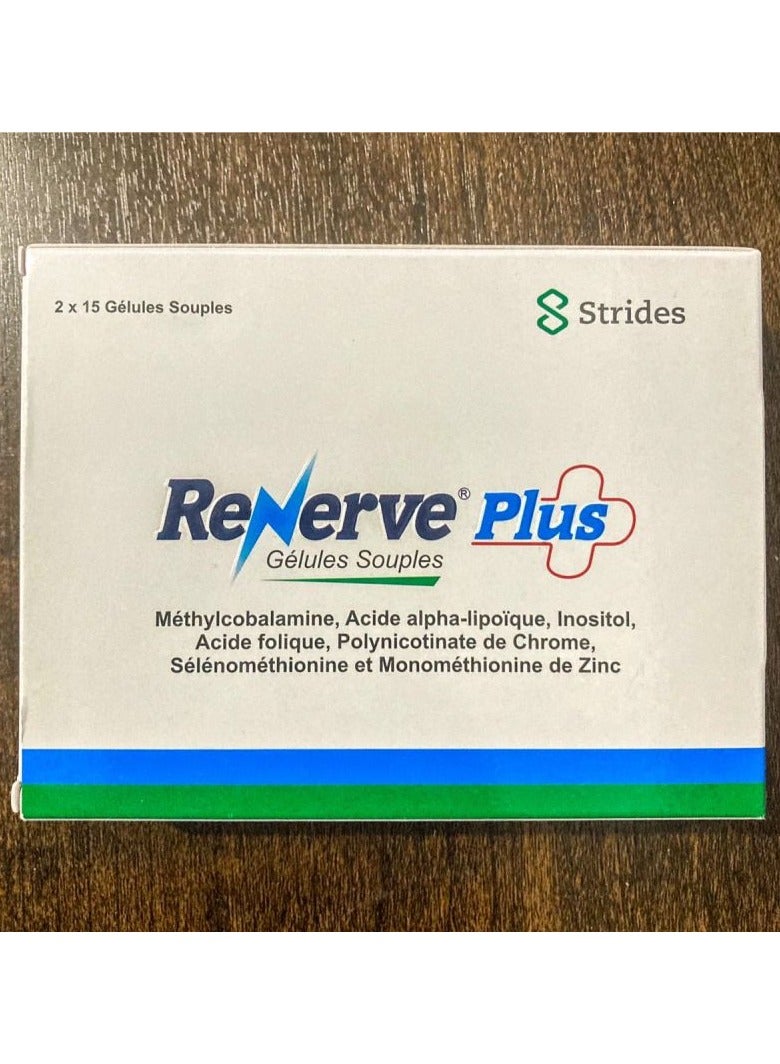 2 x 15 Gélules Souples
Strides
ReNerve® Plus
Gélules Souples
Méthylcobalamine, Acide alpha-lipoïque, Inositol,
Acide folique, Polynicotinate de Chrome,
Sélénométhionine et Monométhionine de Zinc